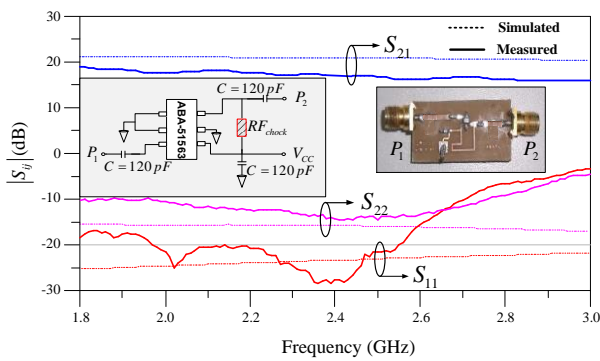 30
20
10
0
-10
-20
-30
1.8
2.0
2.2
2.4
2.6
2.8
3.0
|S_ij| (dB)
Frequency (GHz)
S21
Simulated
Measured
C = 120 pF
P2
ABA-51563
RF_chock
P1
C = 120 pF
VCC
C = 120 pF
P1
P2
S22
S11